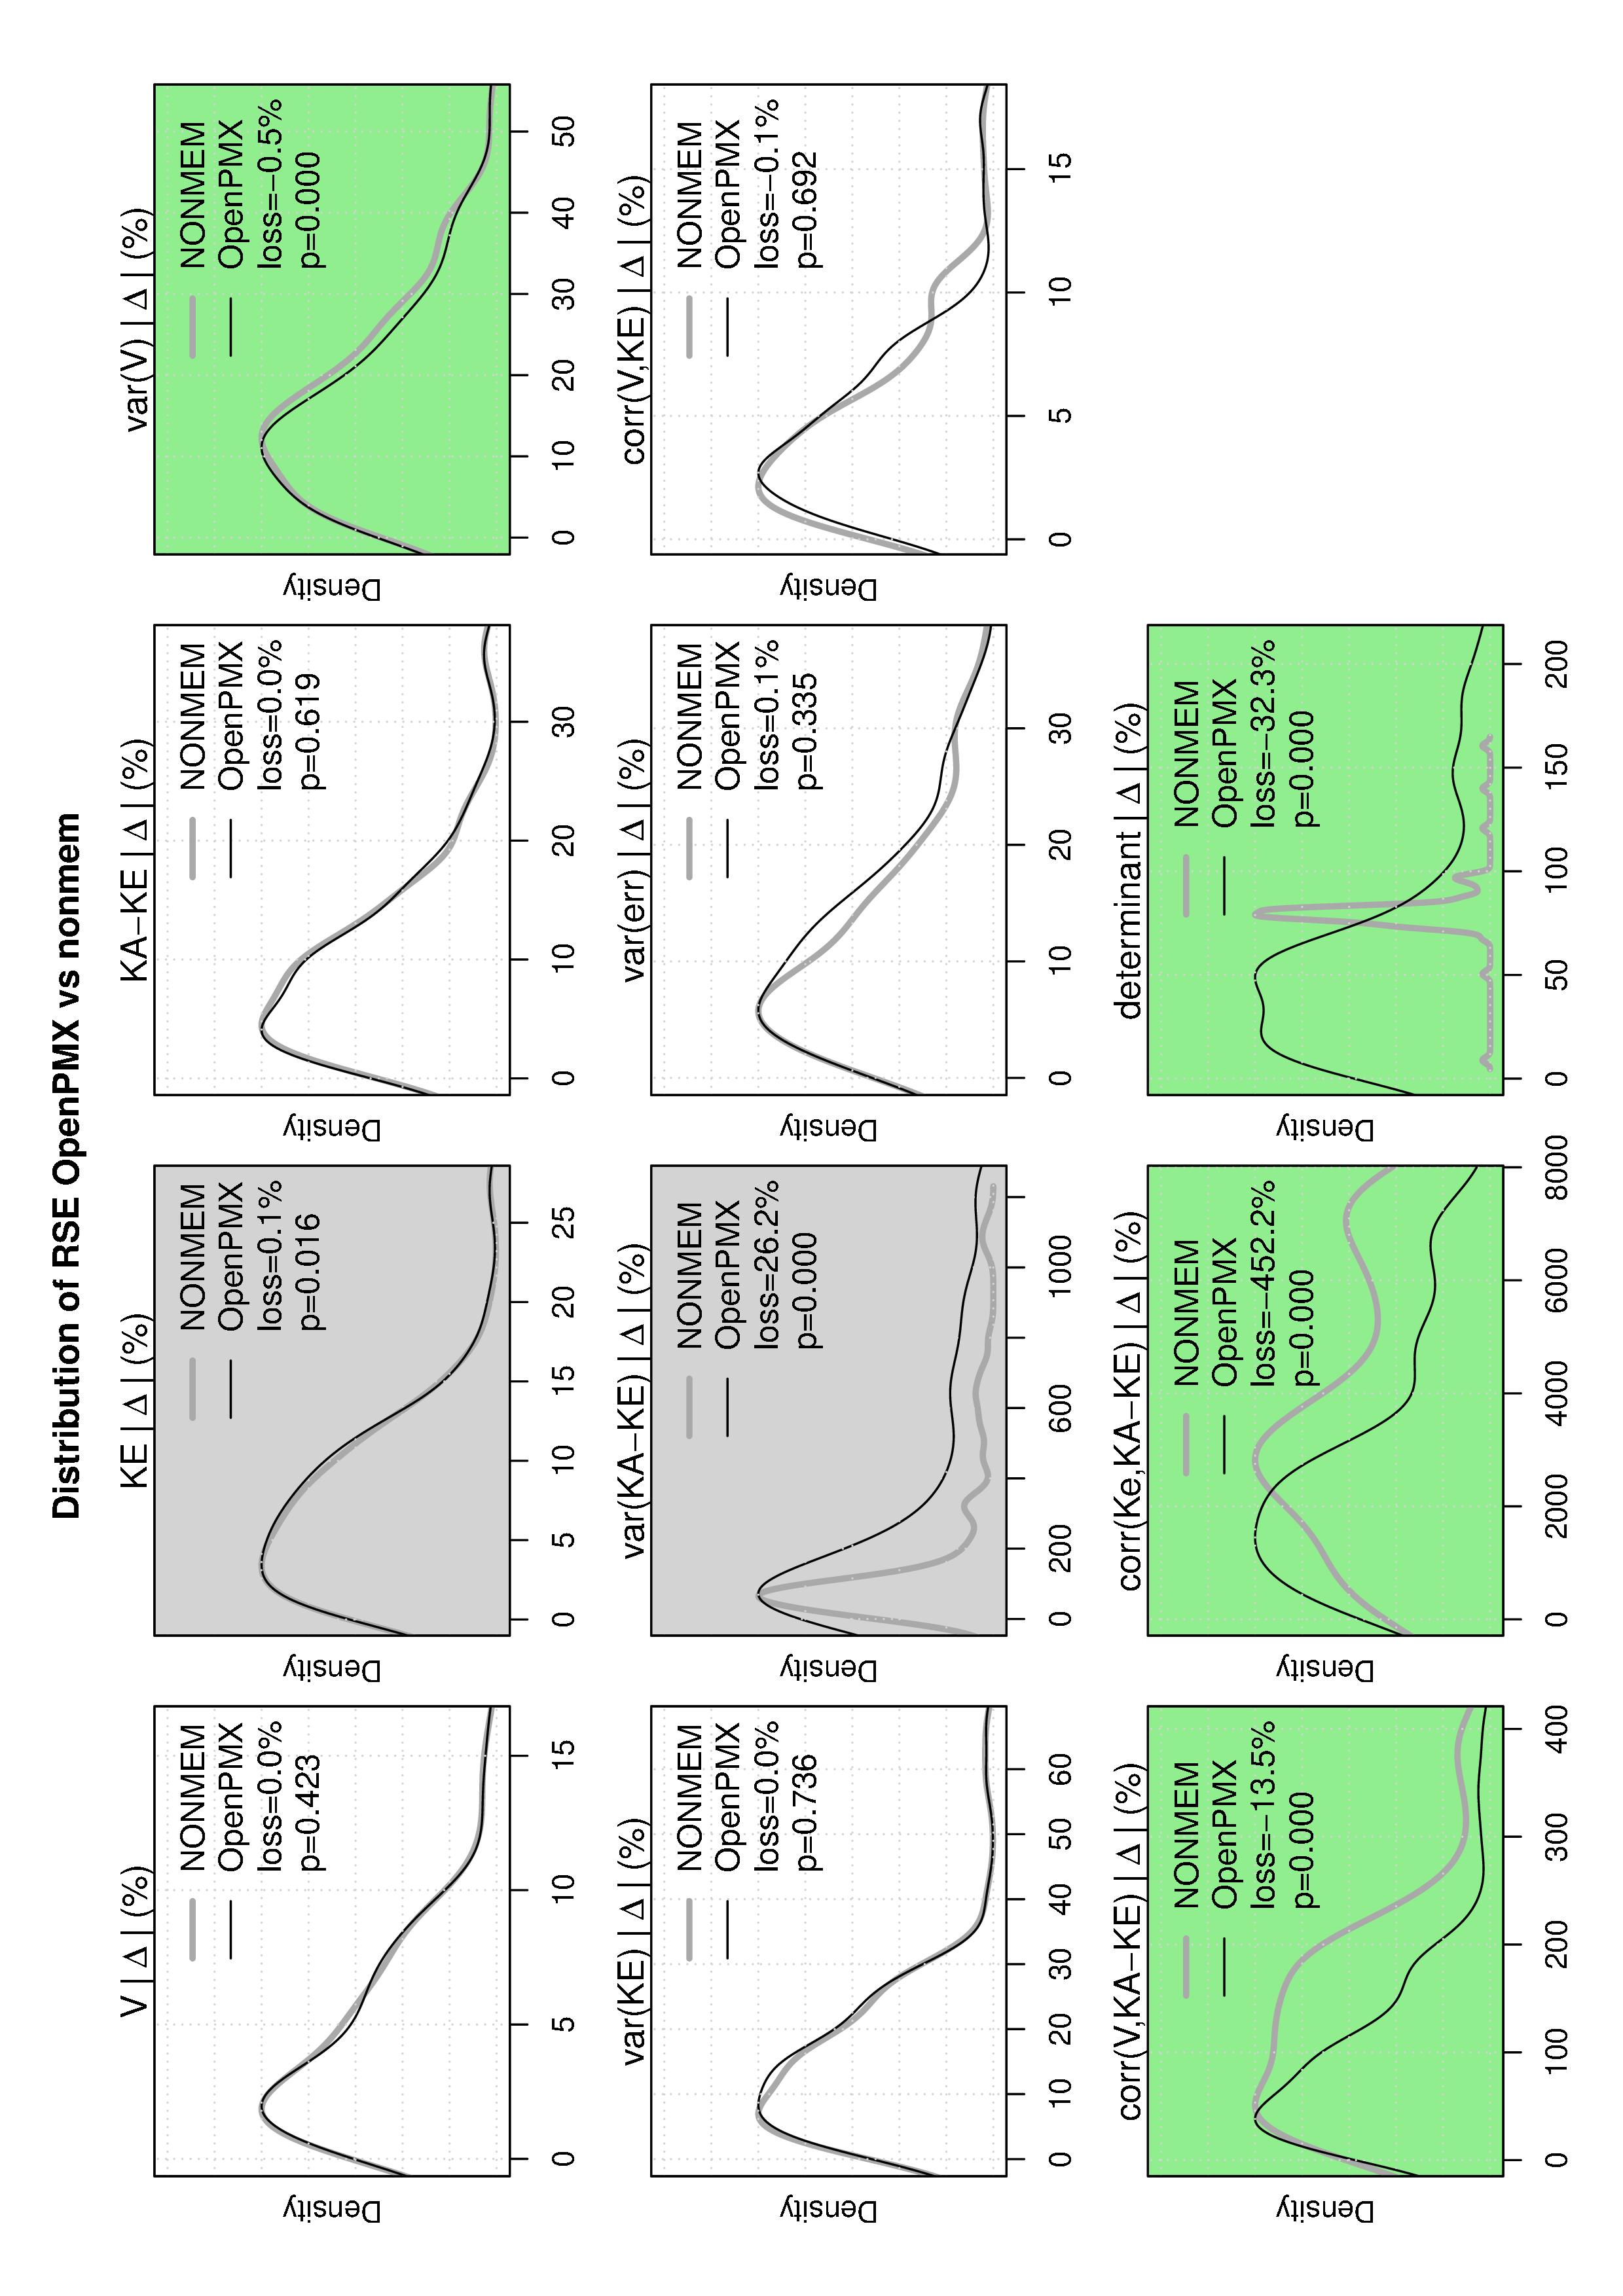 Distribution of RSE OpenPMX vs nonmem
V | Δ | (%)
Density
NONMEM
OpenPMX
loss=0.0%
p=0.423
0 5 10 15
KE | Δ | (%)
Density
NONMEM
OpenPMX
loss=0.1%
p=0.016
0 5 10 15 20 25
KA−KE | Δ | (%)
Density
NONMEM
OpenPMX
loss=0.0%
p=0.619
0 10 20 30
var(V) | Δ | (%)
Density
NONMEM
OpenPMX
loss=−0.5%
p=0.000
0 10 20 30 40 50
var(KE) | Δ | (%)
Density
NONMEM
OpenPMX
loss=0.0%
p=0.736
0 10 20 30 40 50 60
var(KA−KE) | Δ | (%)
Density
NONMEM
OpenPMX
loss=26.2%
p=0.000
0 200 600 1000
var(err) | Δ | (%)
Density
NONMEM
OpenPMX
loss=0.1%
p=0.335
0 10 20 30
corr(V,KE) | Δ | (%)
Density
NONMEM
OpenPMX
loss=−0.1%
p=0.692
0 5 10 15
corr(V,KA−KE) | Δ | (%)
Density
NONMEM
OpenPMX
loss=−13.5%
p=0.000
0 100 200 300 400
corr(Ke,KA−KE) | Δ | (%)
Density
NONMEM
OpenPMX
loss=−452.2%
p=0.000
0 2000 4000 6000 8000
determinant | Δ | (%)
Density
NONMEM
OpenPMX
loss=−32.3%
p=0.000
0 50 100 150 200